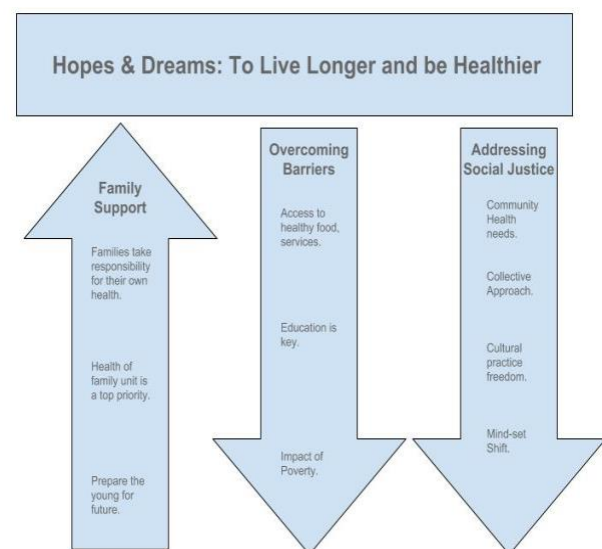 Hopes & Dreams: To Live Longer and be Healthier
Family
Support
Families take
responsibility
for their own
health.
Health of
family unit is
a top priority.
Prepare the
young for
future.
Overcoming
Barriers
Access to
healthy food,
services.
Education is
key.
Impact of
Poverty.
Addressing
Social Justice
Community
Health
needs.
Collective
Approach.
Cultural
practice
freedom.
Mind-set
Shift.